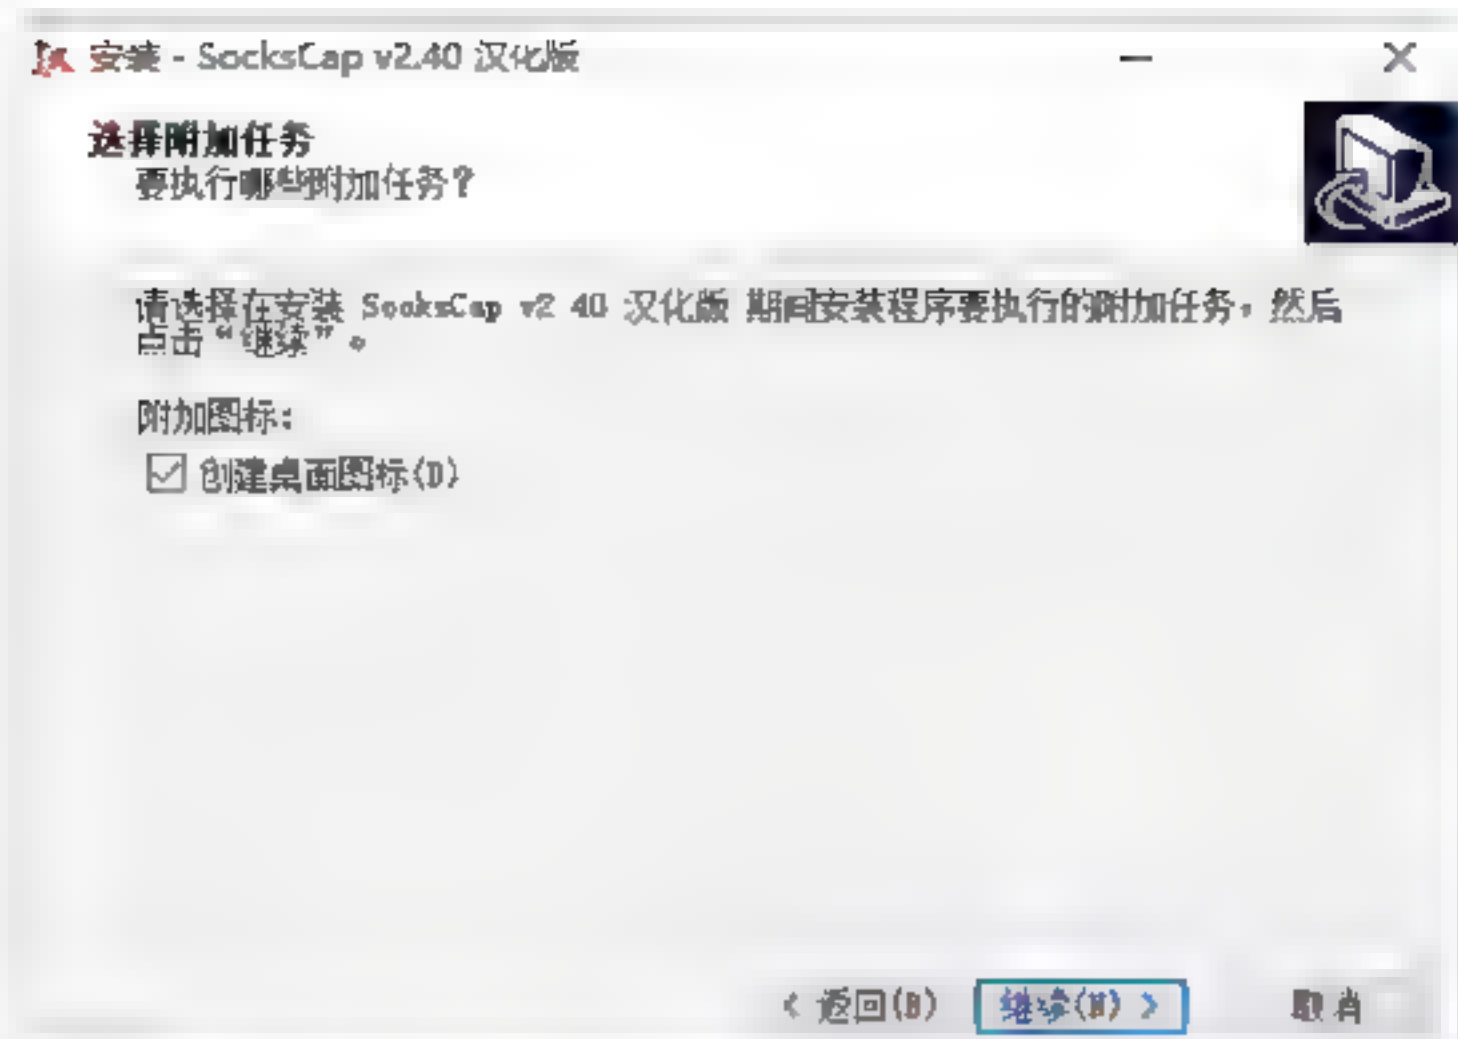 安装 - SocksCap v2.40 汉化版
选择附加任务
要执行哪些附加任务？
请选择在安装 SocksCap v2 40 汉化版 期间安装程序要执行的附加任务，然后
点击“继续”。
附加图标：
创建桌面图标(D)
< 返回(B) 继续(N) > 取消